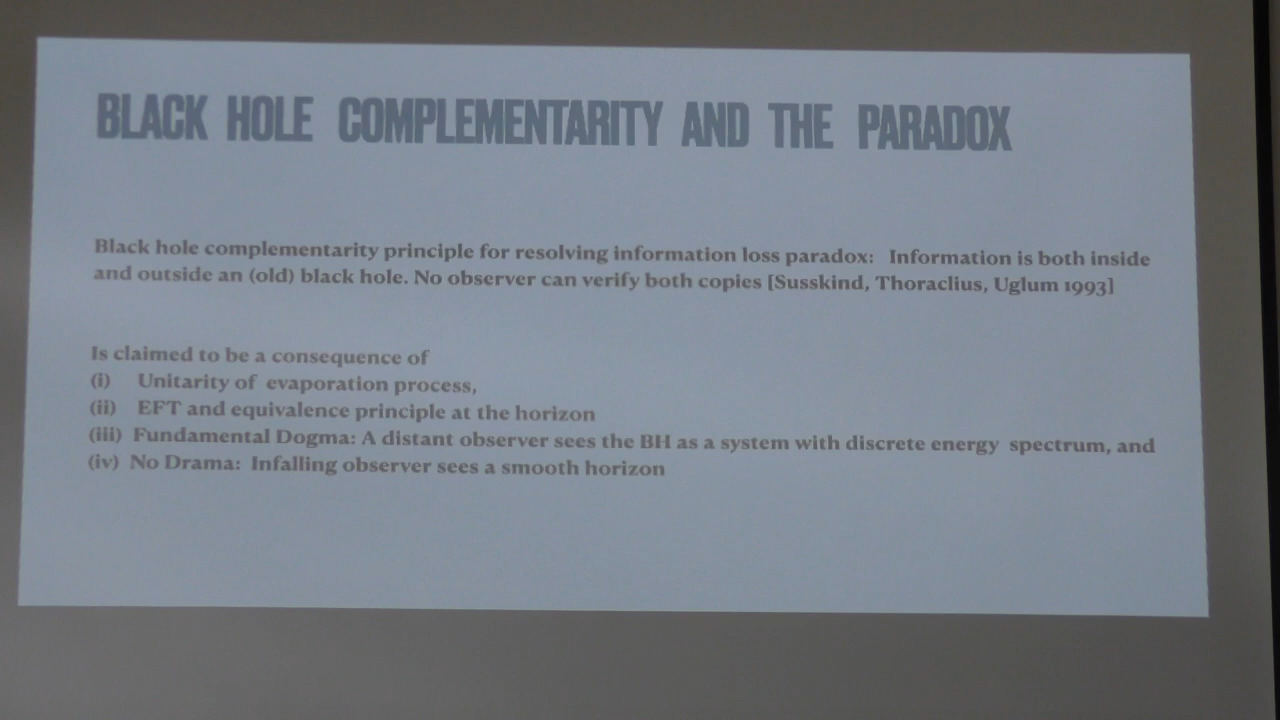 BLACK HOLE COMPLEMENTARITY AND THE PARADOX
Black hole complementarity principle for resolving information loss paradox: Information is both inside
and outside an (old) black hole. No observer can verify both copies [Susskind, Thoraclius, Uglum 1993]
Is claimed to be a consequence of
(i) Unitarity of evaporation process,
(ii) EFT and equivalence principle at the horizon
(iii) Fundamental Dogma: A distant observer sees the BH as a system with discrete energy spectrum, and
(iv) No Drama: Infalling observer sees a smooth horizon